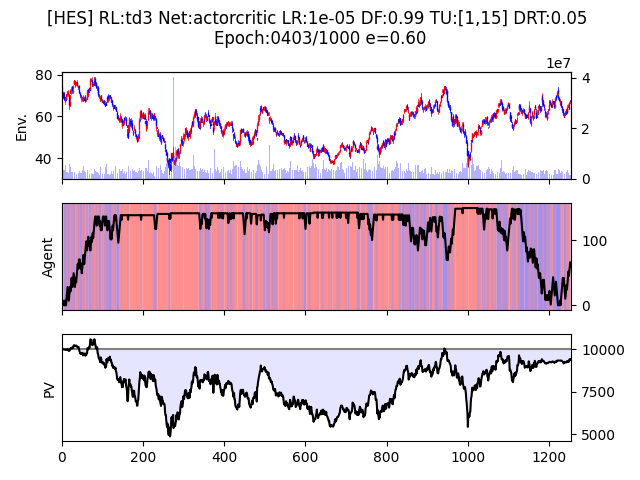 [HES] RL:td3 Net:actorcritic LR:1e-05 DF:0.99 TU:[1,15] DRT:0.05
Epoch:0403/1000 e=0.60
1e7
80
60
40
Env.
4
2
0
Agent
100
0
PV
10000
7500
5000
0 200 400 600 800 1000 1200